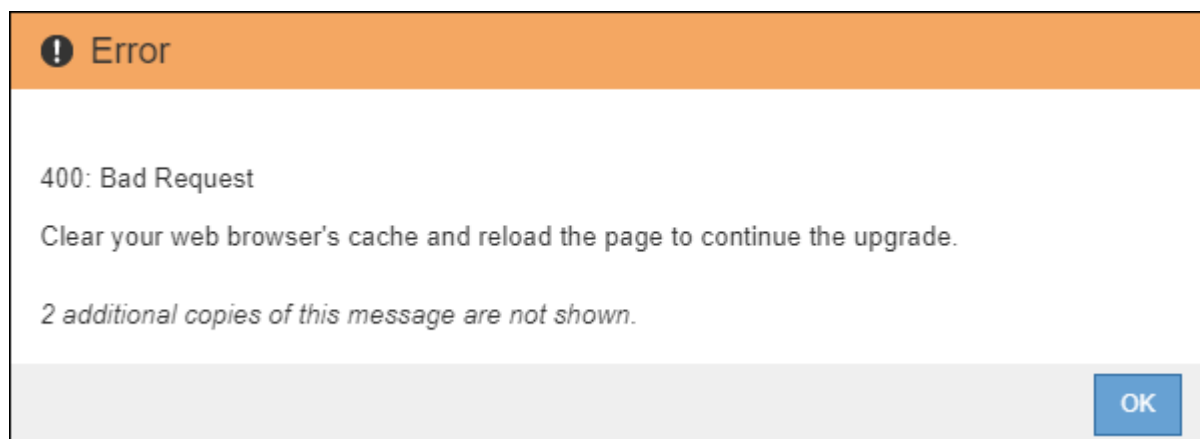 Error
400: Bad Request
Clear your web browser's cache and reload the page to continue the upgrade.
2 additional copies of this message are not shown.
OK